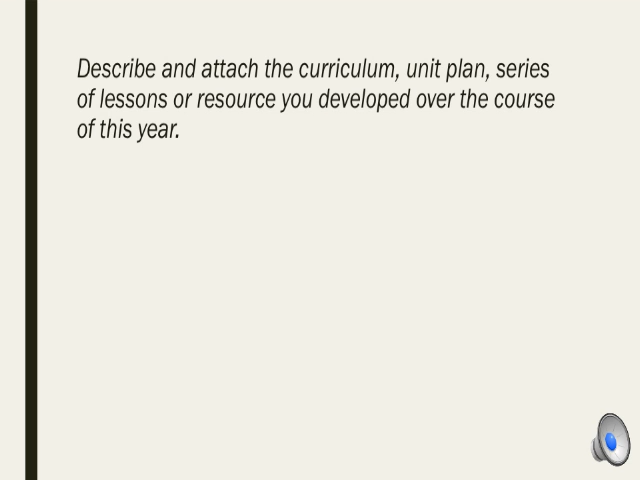 Describe and attach the curriculum, unit plan, series
of lessons or resource you developed over the course
of this year.